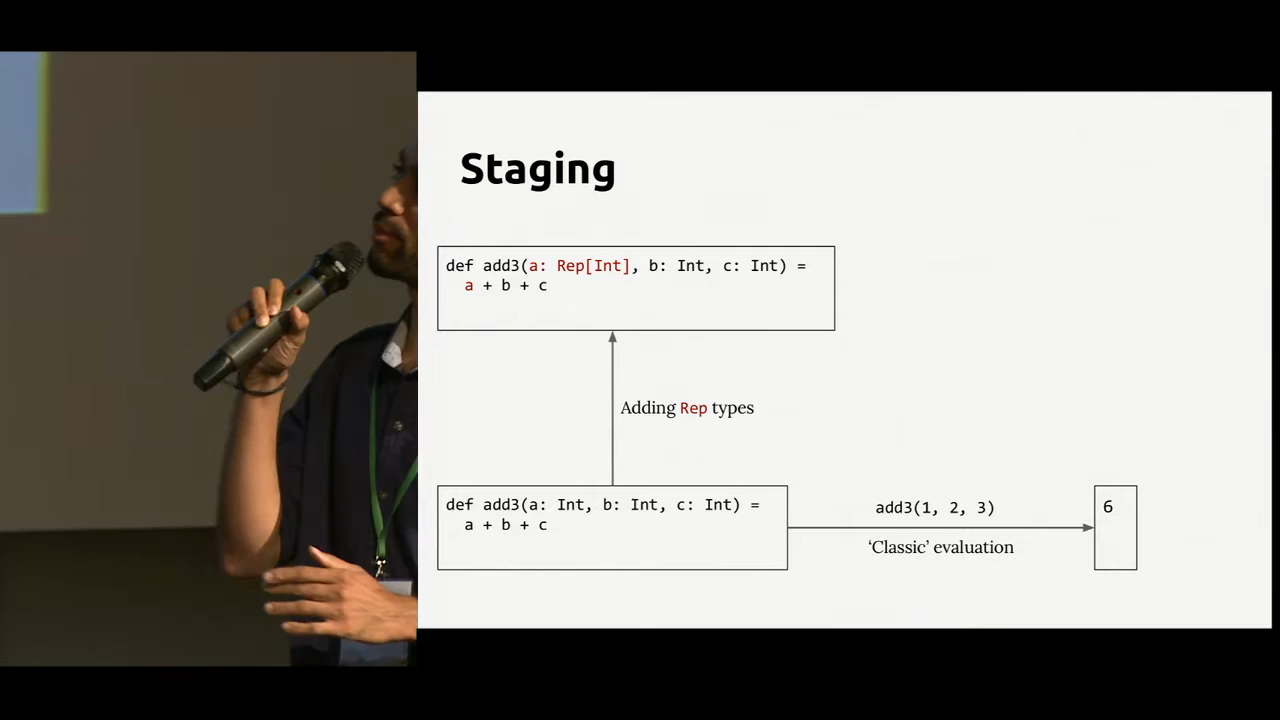 Staging
def add3(a: Rep[Int], b: Int, c: Int) =
a + b + c
Adding Rep types
def add3(a: Int, b: Int, c: Int) =
a + b + c
add3(1, 2, 3)
‘Classic’ evaluation
6